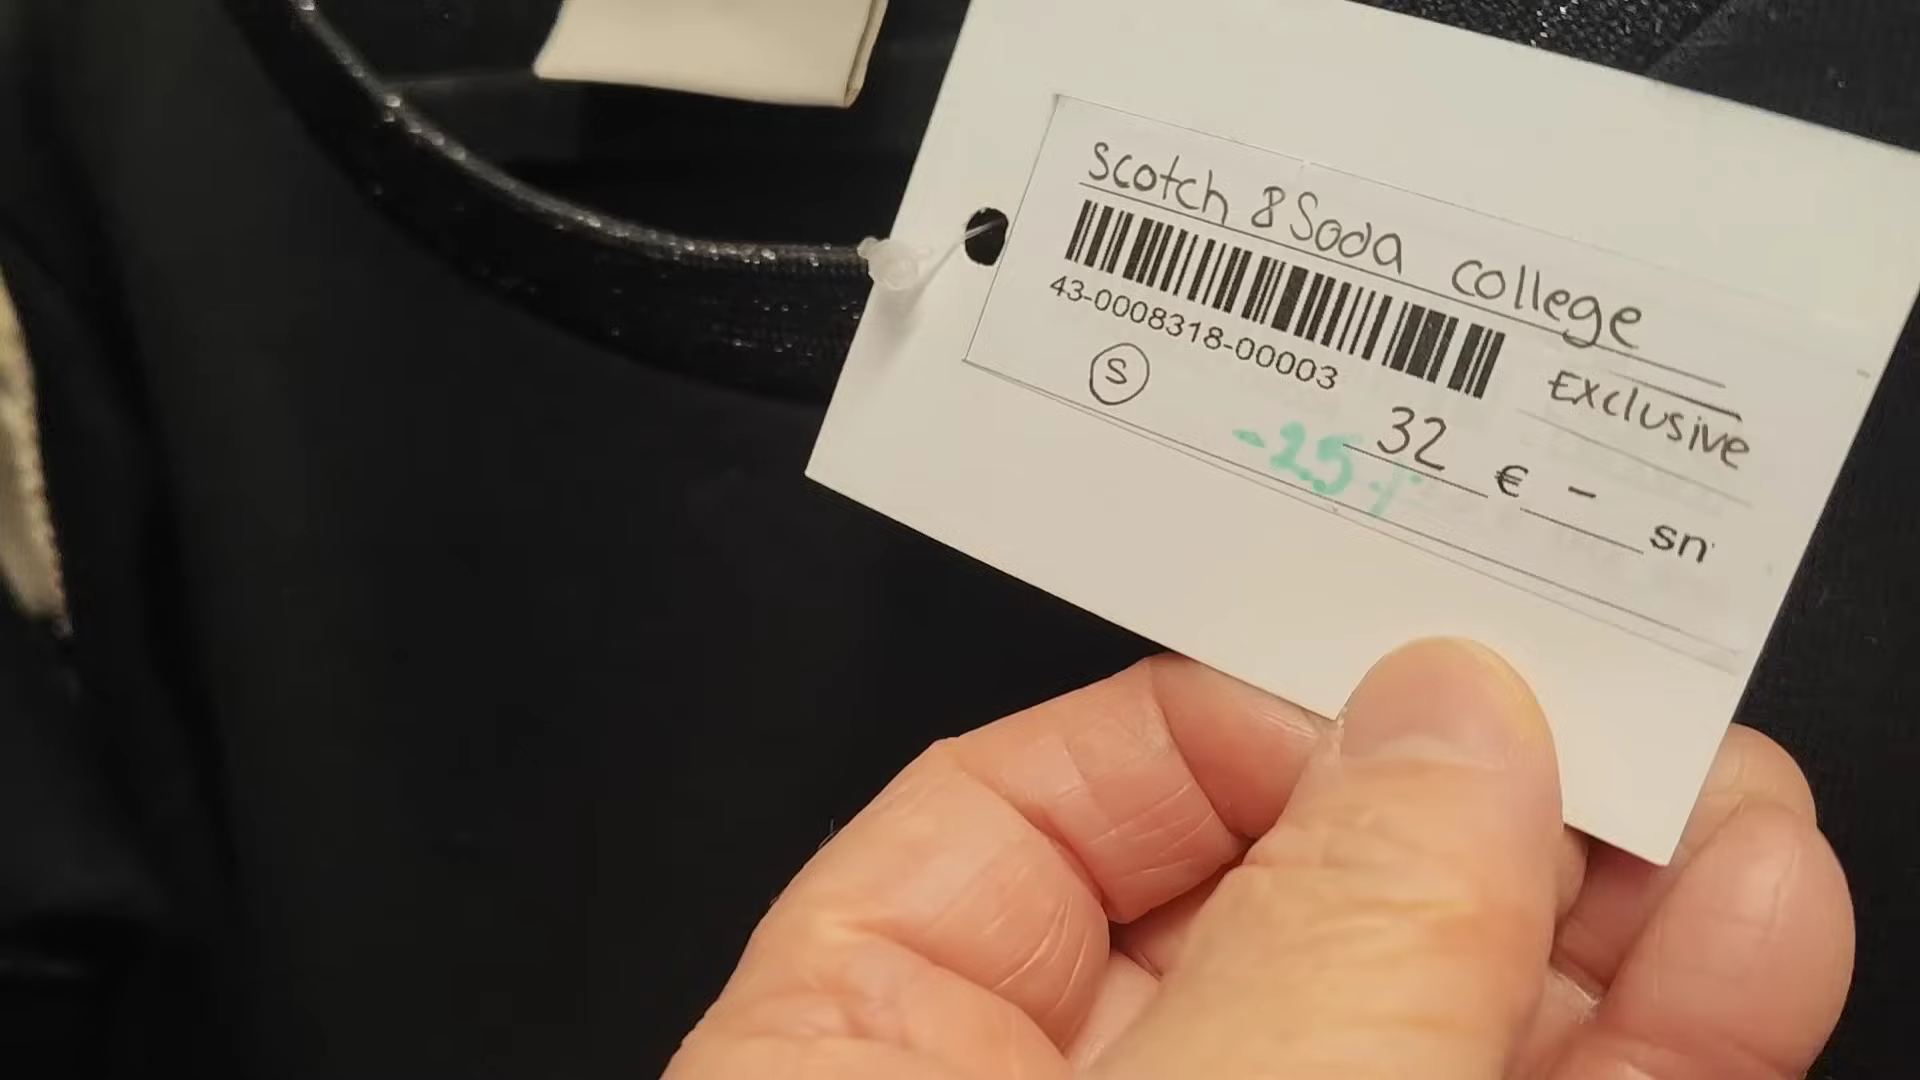 Scotch & Soda college
43-0008318-00003
Exclusive
S
-25% 32 € - sn